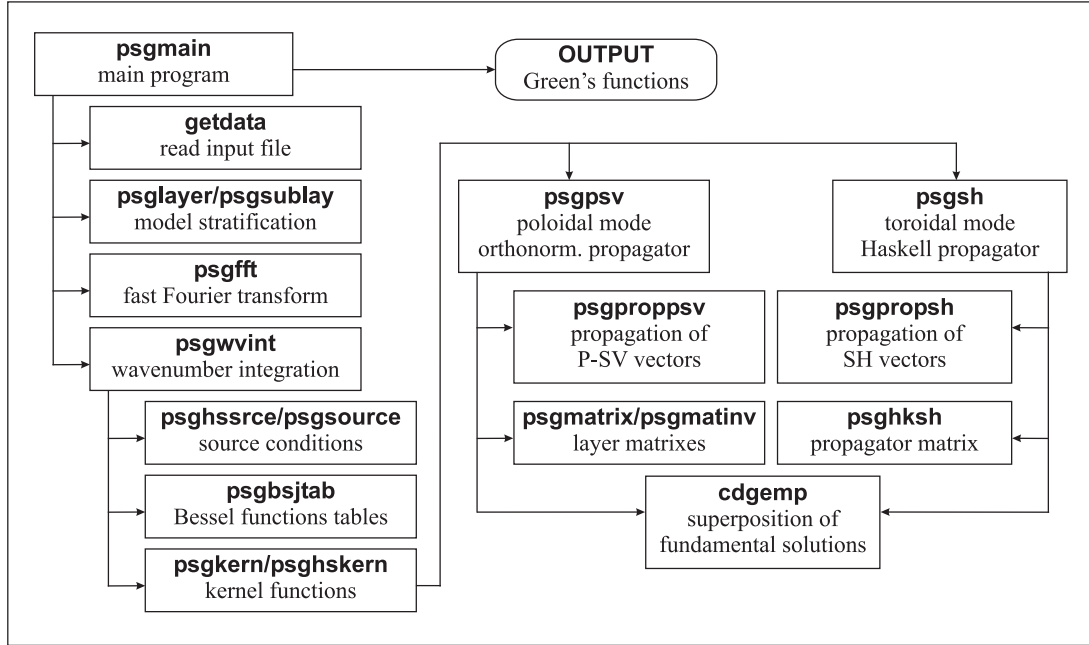 psgmain
main program
OUTPUT
Green's functions
getdata
read input file
psglayer/psgsublay
model stratification
psgfft
fast Fourier transform
psgwvint
wavenumber integration
psghssrce/psgsource
source conditions
psgbsjtab
Bessel functions tables
psgkern/psghskern
kernel functions
psgpsv
poloidal mode
orthonorm. propagator
psgsh
toroidal mode
Haskell propagator
psgproppsv
propagation of
P-SV vectors
psgpropsh
propagation of
SH vectors
psgmatrix/psgmatinv
layer matrixes
psghksh
propagator matrix
cdgemp
superposition of
fundamental solutions